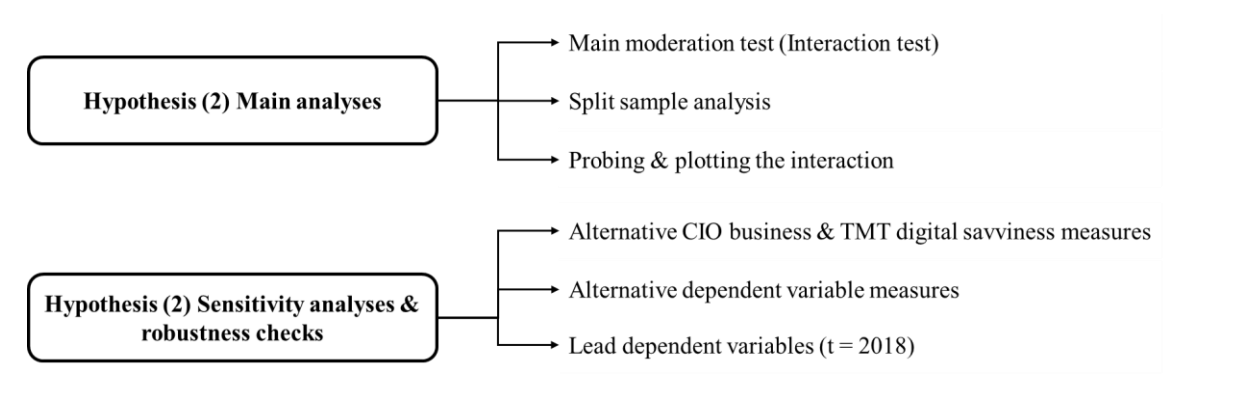 Main moderation test (Interaction test)
Hypothesis (2) Main analyses
Split sample analysis
Probing & plotting the interaction
Alternative CIO business & TMT digital savviness measures
Hypothesis (2) Sensitivity analyses &
robustness checks
Alternative dependent variable measures
Lead dependent variables (t = 2018)